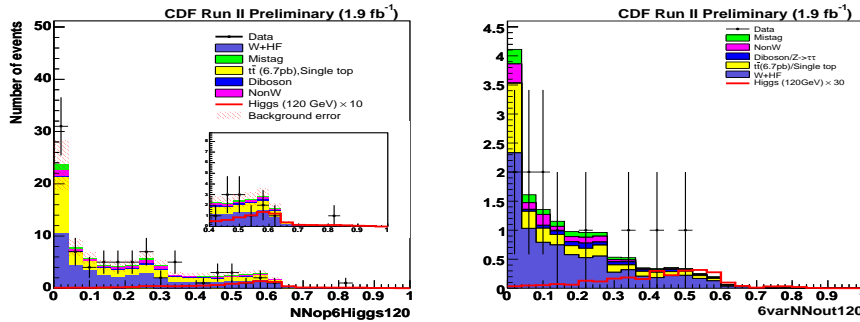 CDF Run II Preliminary (1.9 fb⁻¹)
Number of events
50
40
30
20
10
0
Data
W+HF
Mistag
tt̄ (6.7pb),Single top
Diboson
NonW
Higgs (120 GeV) × 10
Background error
0.5 0.6 0.7 0.8 0.9 1
0 0.1 0.2 0.3 0.4 0.5 0.6 0.7 0.8 0.9 1
NNop6Higgs120
CDF Run II Preliminary (1.9 fb⁻¹)
4.5
4
3.5
3
2.5
2
1.5
1
0.5
0
Data
Mistag
NonW
Diboson/Z->ττ
tt̄(6.7pb)/Single top
W+HF
Higgs (120GeV) × 30
0 0.1 0.2 0.3 0.4 0.5 0.6 0.7 0.8 0.9 1
6varNNout120